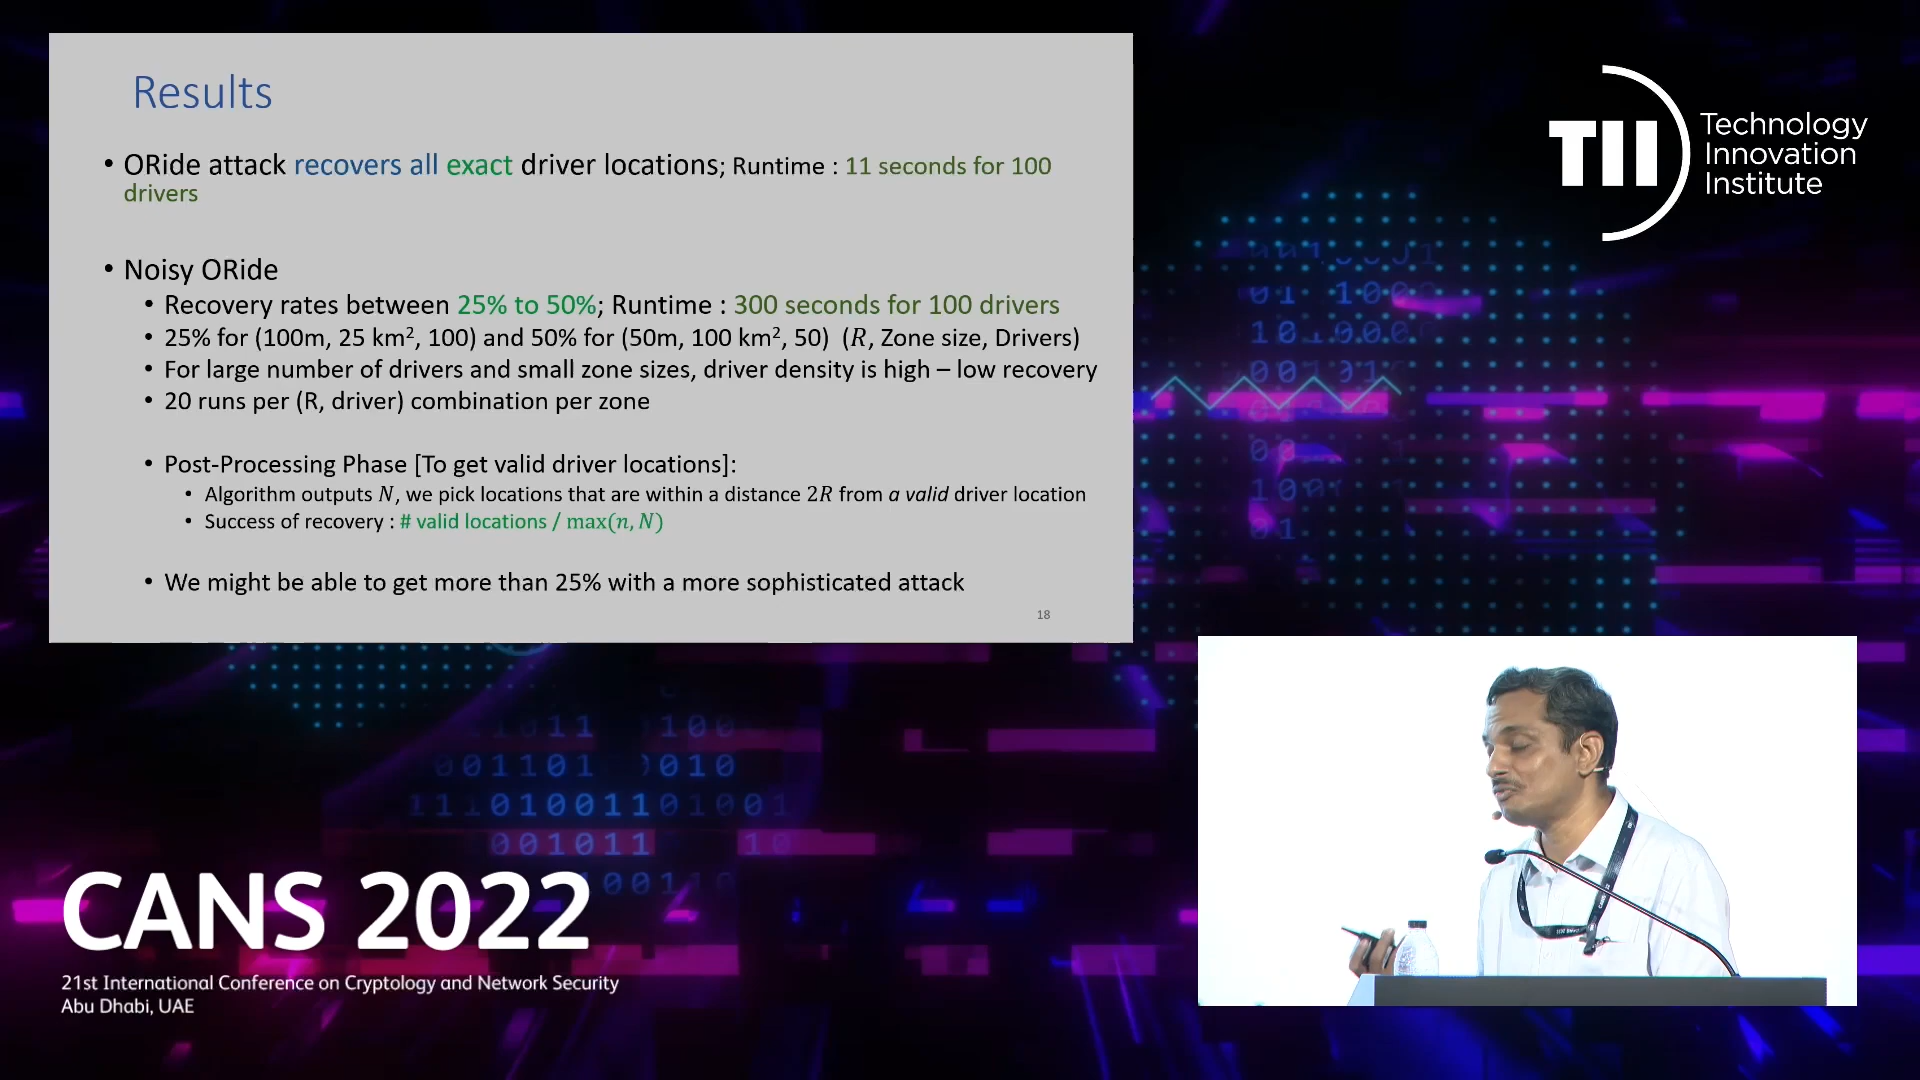 Results
• ORide attack recovers all exact driver locations; Runtime : 11 seconds for 100
drivers
• Noisy ORide
• Recovery rates between 25% to 50%; Runtime : 300 seconds for 100 drivers
• 25% for (100m, 25 km², 100) and 50% for (50m, 100 km², 50) (R, Zone size, Drivers)
• For large number of drivers and small zone sizes, driver density is high – low recovery
• 20 runs per (R, driver) combination per zone
• Post-Processing Phase [To get valid driver locations]:
• Algorithm outputs N, we pick locations that are within a distance 2R from a valid driver location
• Success of recovery : # valid locations / max(n, N)
• We might be able to get more than 25% with a more sophisticated attack
18
TII
Technology
Innovation
Institute
CANS 2022
21st International Conference on Cryptology and Network Security
Abu Dhabi, UAE